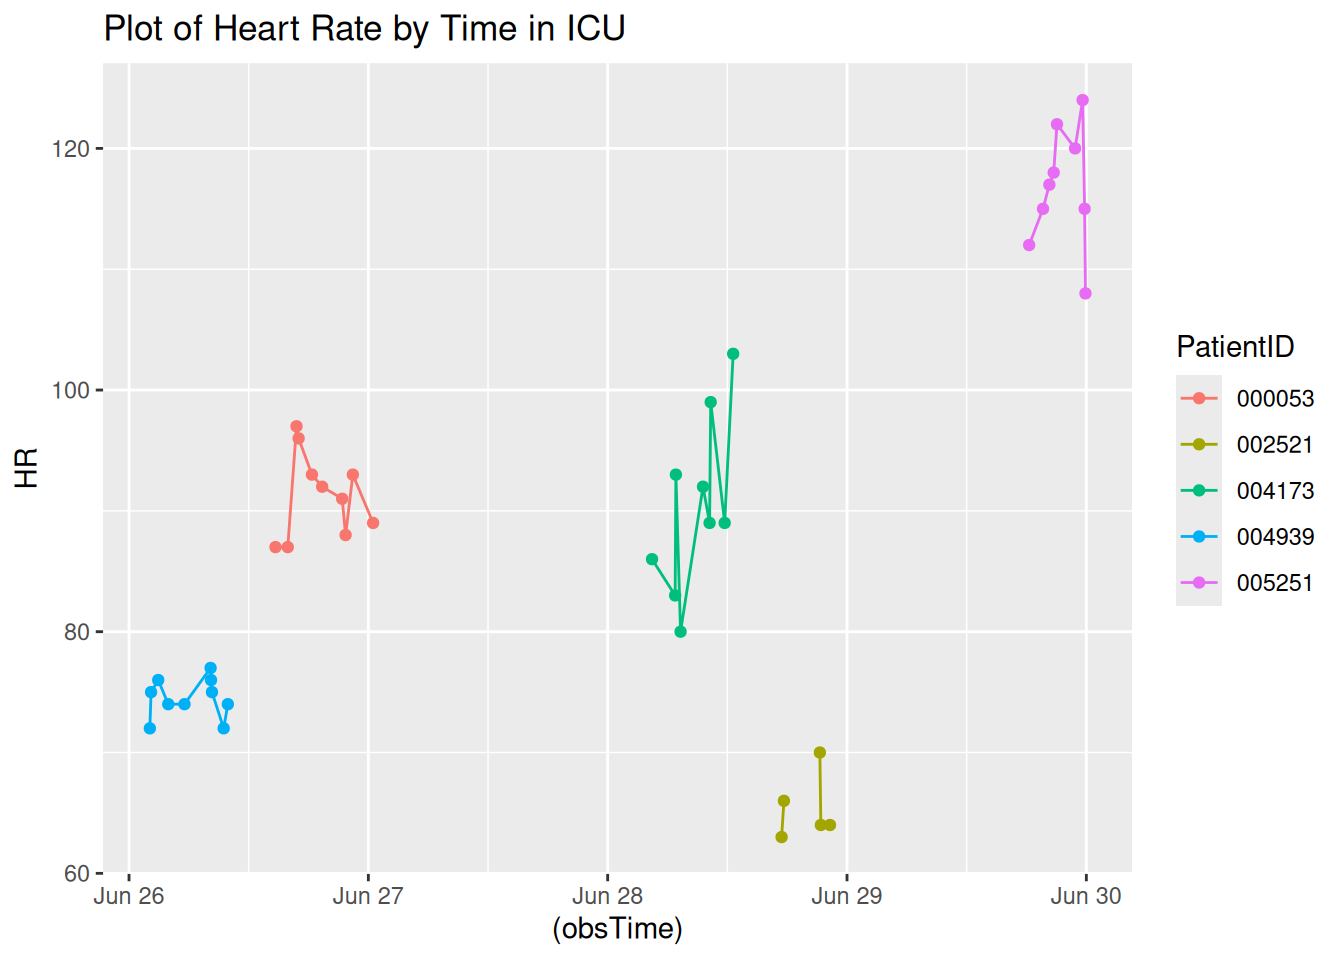 Plot of Heart Rate by Time in ICU
120
100
80
60
HR
Jun 26 Jun 27 Jun 28 Jun 29 Jun 30
(obsTime)
PatientID
000053
002521
004173
004939
005251